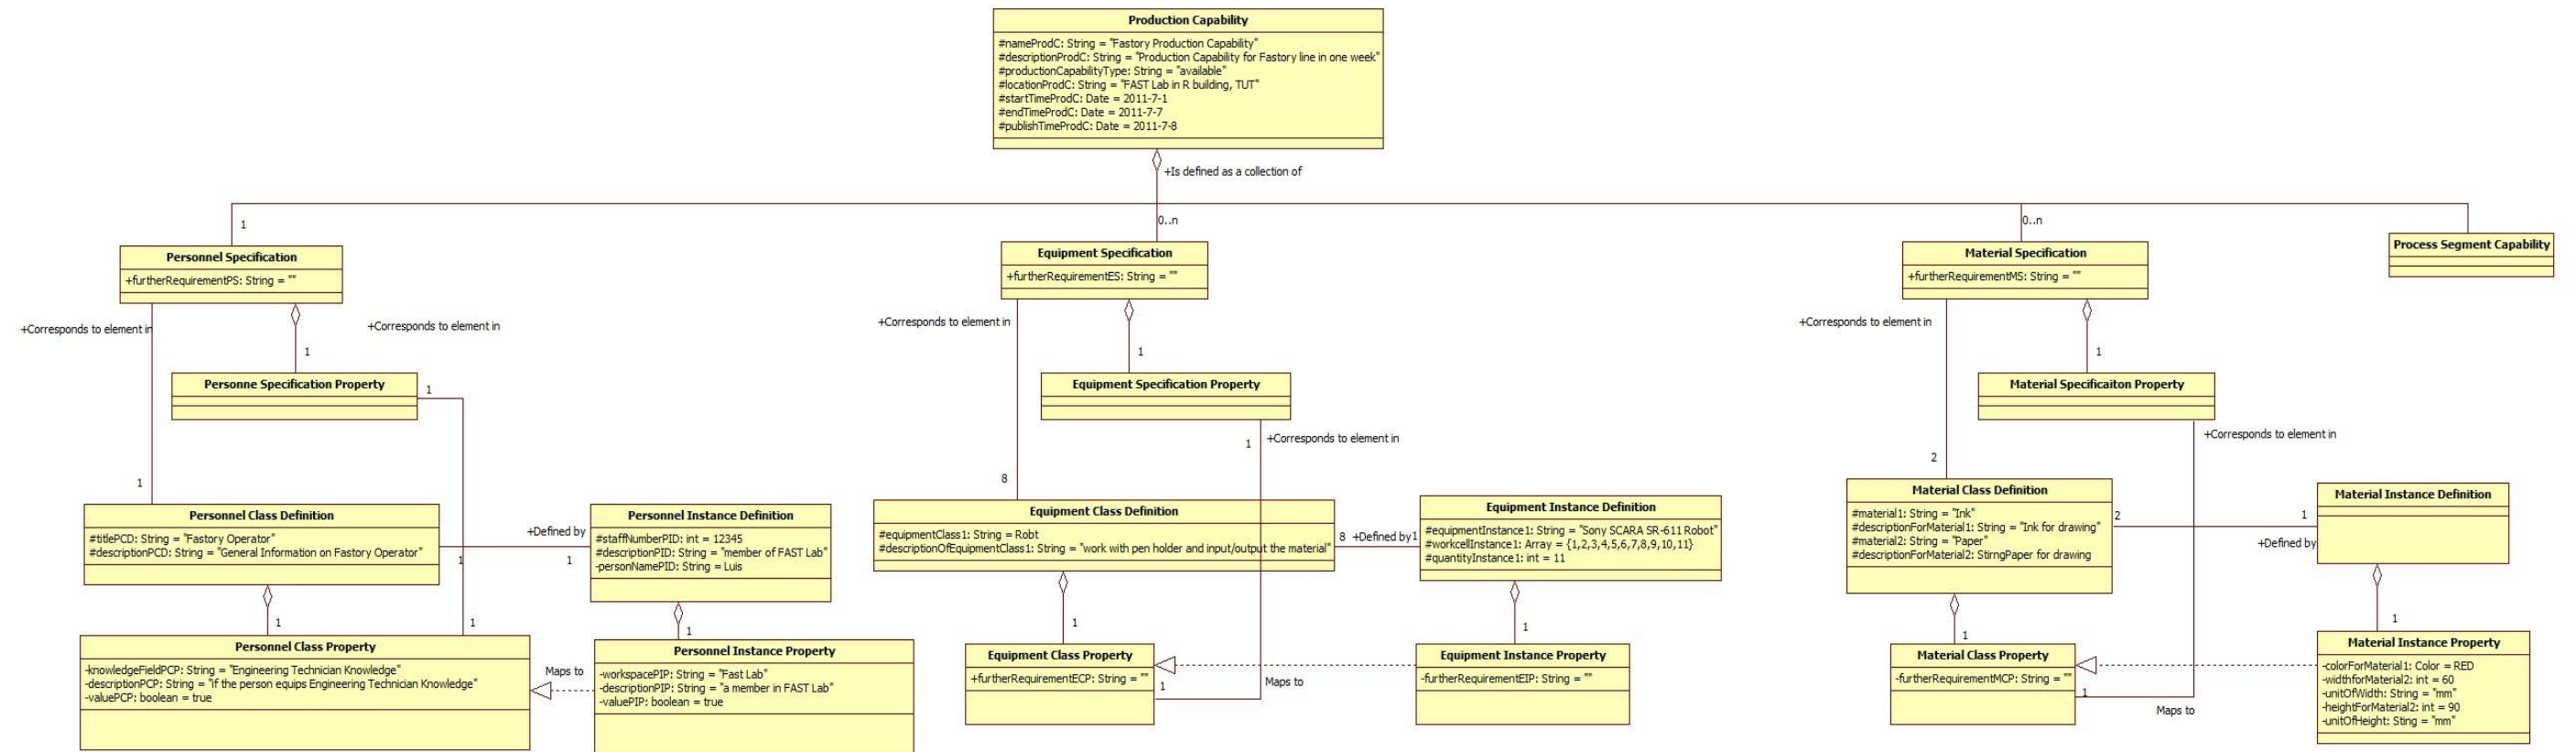 Production Capability
#nameProdC: String = "Fastory Production Capability"
#descriptionProdC: String = "Production Capability for Fastory line in one week"
#productionCapabilityType: String = "available"
#locationProdC: String = "FAST Lab in R building, TUT"
#startTimeProdC: Date = 2011-7-1
#endTimeProdC: Date = 2011-7-7
#publishTimeProdC: Date = 2011-7-8
+Is defined as a collection of
1
0..n
0..n
Personnel Specification
+furtherRequirementPS: String = ""
Equipment Specification
+furtherRequirementES: String = ""
Material Specification
+furtherRequirementMS: String = ""
Process Segment Capability
+Corresponds to element in
+Corresponds to element in
1
+Corresponds to element in
1
+Corresponds to element in
1
Personne Specification Property
1
Equipment Specification Property
Material Specificaiton Property
1
+Corresponds to element in
+Corresponds to element in
1
8
2
Personnel Class Definition
#titlePCD: String = "Fastory Operator"
#descriptionPCD: String = "General Information on Fastory Operator"
+Defined by
1
1
Personnel Instance Definition
#staffNumberPID: int = 12345
#descriptionPID: String = "member of FAST Lab"
-personNamePID: String = Luis
Equipment Class Definition
#equipmentClass1: String = Robt
#descriptionOfEquipmentClass1: String = "work with pen holder and input/output the material"
8 +Defined by 1
Equipment Instance Definition
#equipmentInstance1: String = "Sony SCARA SR-611 Robot"
#workcellInstance1: Array = {1,2,3,4,5,6,7,8,9,10,11}
#quantityInstance1: int = 11
Material Class Definition
#material1: String = "Ink"
#descriptionForMaterial1: String = "Ink for drawing"
#material2: String = "Paper"
#descriptionForMaterial2: StirngPaper for drawing
2
1
+Defined by
Material Instance Definition
1
1
1
1
1
1
1
Personnel Class Property
-knowledgeFieldPCP: String = "Engineering Technician Knowledge"
-descriptionPCP: String = "if the person equips Engineering Technician Knowledge"
-valuePCP: boolean = true
Maps to
Personnel Instance Property
-workspacePIP: String = "Fast Lab"
-descriptionPIP: String = "a member in FAST Lab"
-valuePIP: boolean = true
Equipment Class Property
+furtherRequirementECP: String = ""
1
Maps to
Equipment Instance Property
-furtherRequirementEIP: String = ""
Material Class Property
-furtherRequirementMCP: String = ""
1
Maps to
Material Instance Property
-colorForMaterial1: Color = RED
-widthforMaterial2: int = 60
-unitOfWidth: String = "mm"
-heightForMaterial2: int = 90
-unitOfHeight: Sting = "mm"